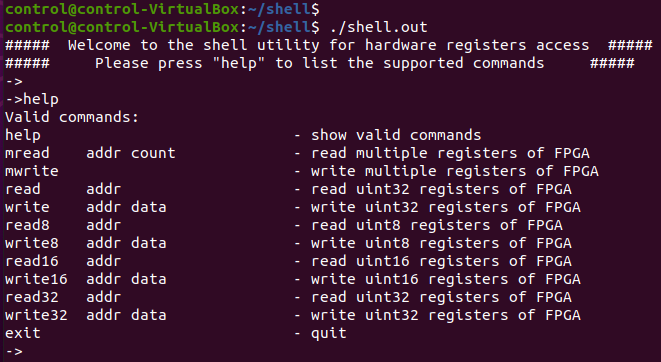 control@control-VirtualBox:~/shell$
control@control-VirtualBox:~/shell$ ./shell.out
#####  Welcome to the shell utility for hardware registers access  #####
#####     Please press "help" to list the supported commands     #####
->
->help
Valid commands:
help                             - show valid commands
mread    addr count              - read multiple registers of FPGA
mwrite                           - write multiple registers of FPGA
read     addr                    - read uint32 registers of FPGA
write    addr data               - write uint32 registers of FPGA
read8    addr                    - read uint8 registers of FPGA
write8   addr data               - write uint8 registers of FPGA
read16   addr                    - read uint16 registers of FPGA
write16  addr data               - write uint16 registers of FPGA
read32   addr                    - read uint32 registers of FPGA
write32  addr data               - write uint32 registers of FPGA
exit                             - quit
->